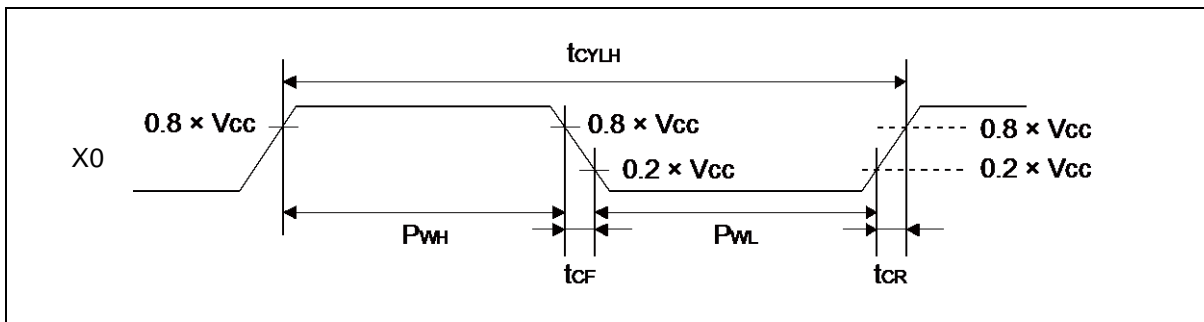 tCYLH
0.8 × VCC
0.8 × VCC
0.8 × VCC
X0
0.2 × VCC
0.2 × VCC
PWH
PWL
tCF
tCR